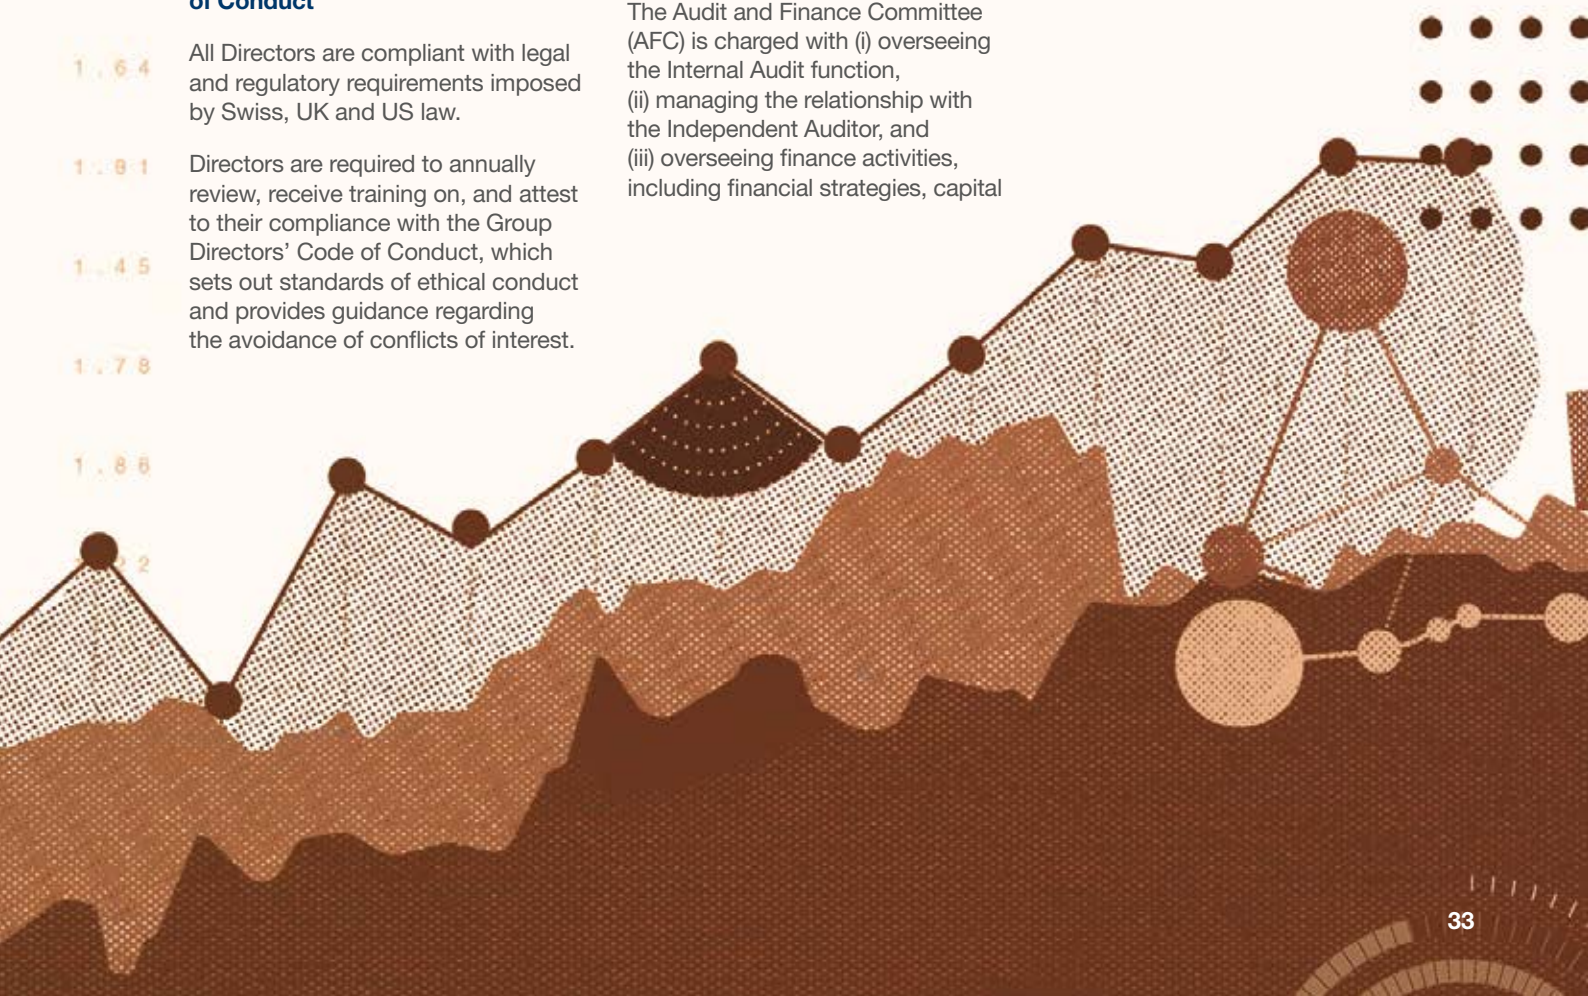 of Conduct
All Directors are compliant with legal
and regulatory requirements imposed
by Swiss, UK and US law.
Directors are required to annually
review, receive training on, and attest
to their compliance with the Group
Directors’ Code of Conduct, which
sets out standards of ethical conduct
and provides guidance regarding
the avoidance of conflicts of interest.
The Audit and Finance Committee
(AFC) is charged with (i) overseeing
the Internal Audit function,
(ii) managing the relationship with
the Independent Auditor, and
(iii) overseeing finance activities,
including financial strategies, capital
1.64
1.91
1.45
1.78
1.86
33